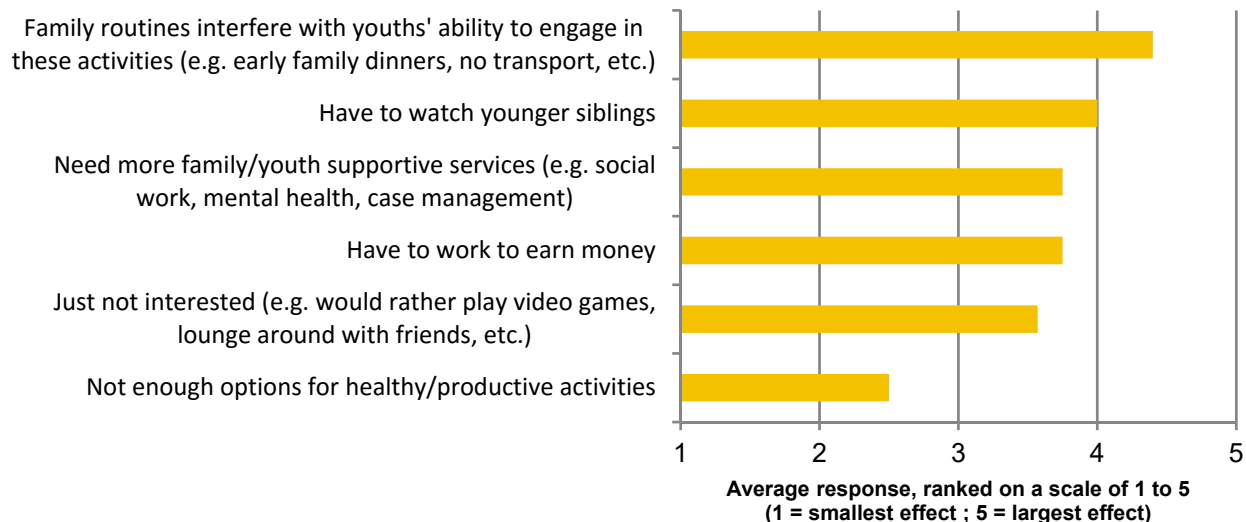 Family routines interfere with youths' ability to engage in
these activities (e.g. early family dinners, no transport, etc.)
Have to watch younger siblings
Need more family/youth supportive services (e.g. social
work, mental health, case management)
Have to work to earn money
Just not interested (e.g. would rather play video games,
lounge around with friends, etc.)
Not enough options for healthy/productive activities
1 2 3 4 5
Average response, ranked on a scale of 1 to 5
(1 = smallest effect ; 5 = largest effect)